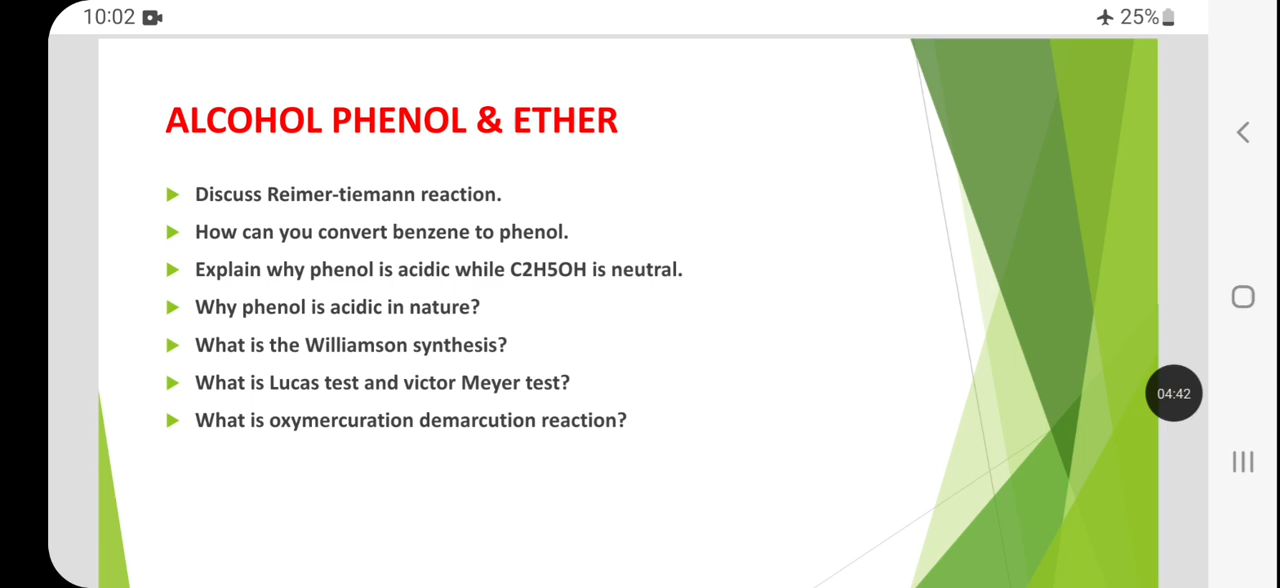 10:02
25%
ALCOHOL PHENOL & ETHER
Discuss Reimer-tiemann reaction.
How can you convert benzene to phenol.
Explain why phenol is acidic while C2H5OH is neutral.
Why phenol is acidic in nature?
What is the Williamson synthesis?
What is Lucas test and victor Meyer test?
What is oxymercuration demarcution reaction?
04:42